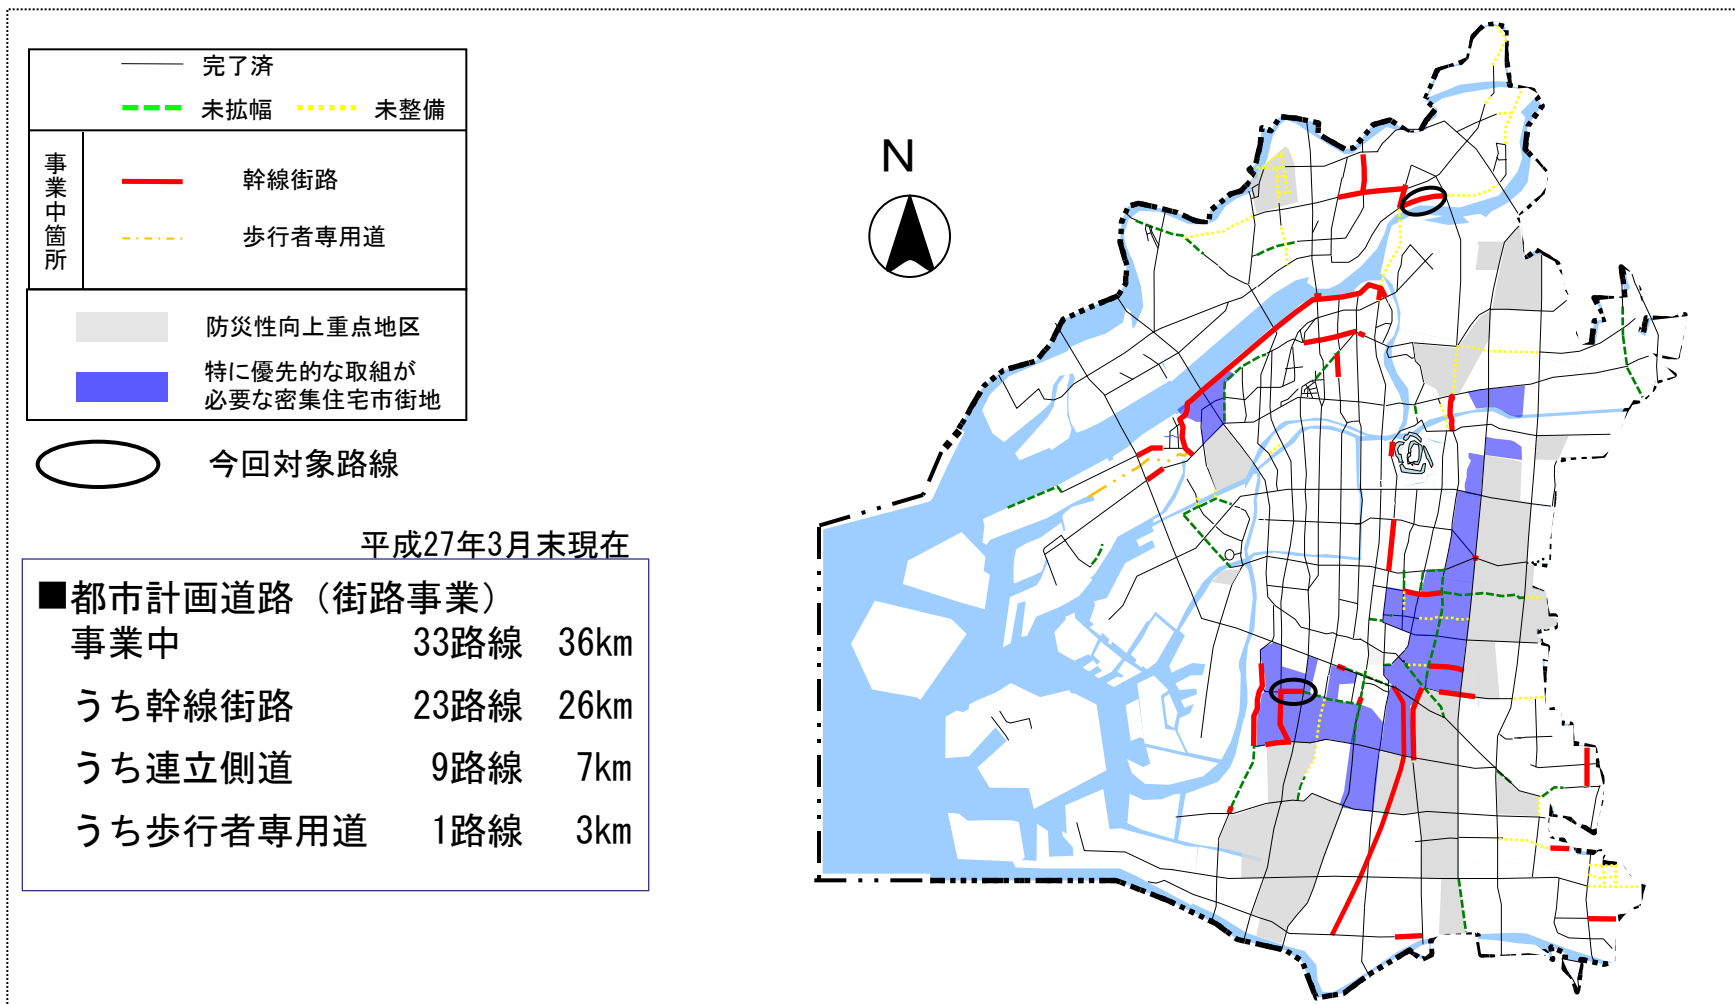 完了済
未拡幅 未整備
事業中箇所
幹線街路
歩行者専用道
防災性向上重点地区
特に優先的な取組が
必要な密集住宅市街地
今回対象路線
N
平成27年3月末現在
■都市計画道路（街路事業）
事業中 33路線 36km
うち幹線街路 23路線 26km
うち連立側道 9路線 7km
うち歩行者専用道 1路線 3km